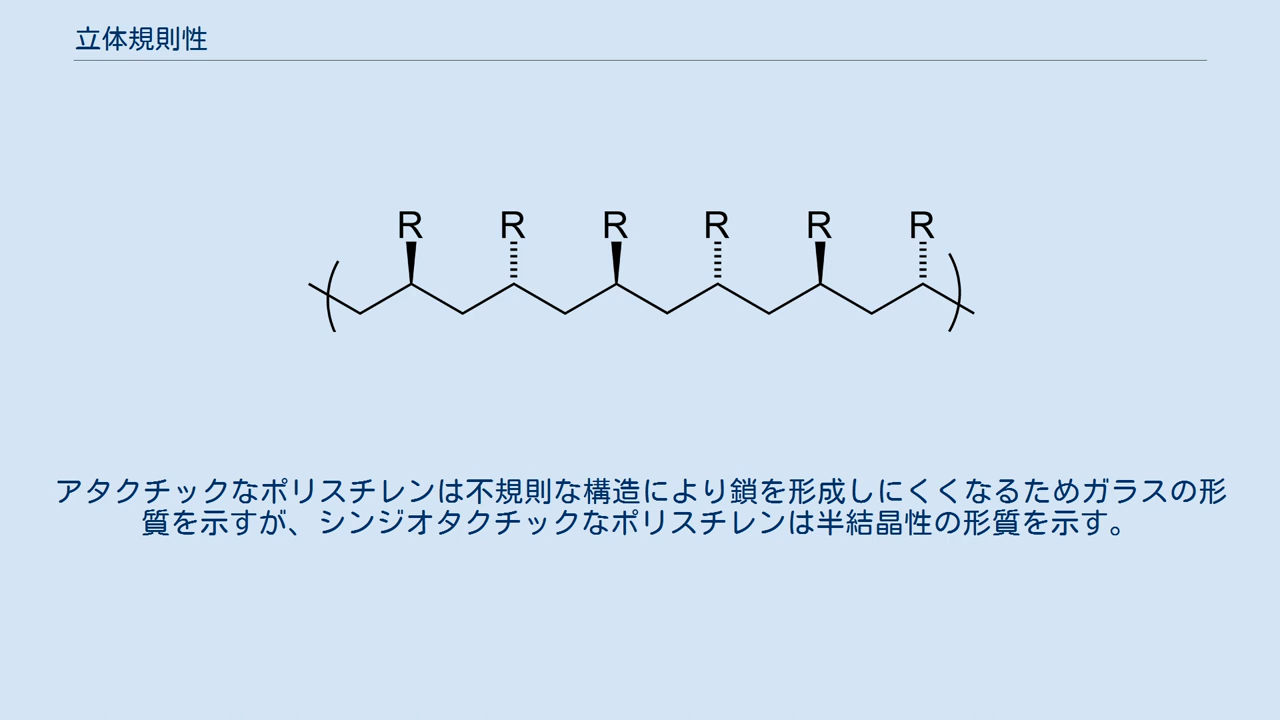 立体規則性
R R R R R R
アタクチックなポリスチレンは不規則な構造により鎖を形成しにくくなるためガラスの形
質を示すが、シンジオタクチックなポリスチレンは半結晶性の形質を示す。